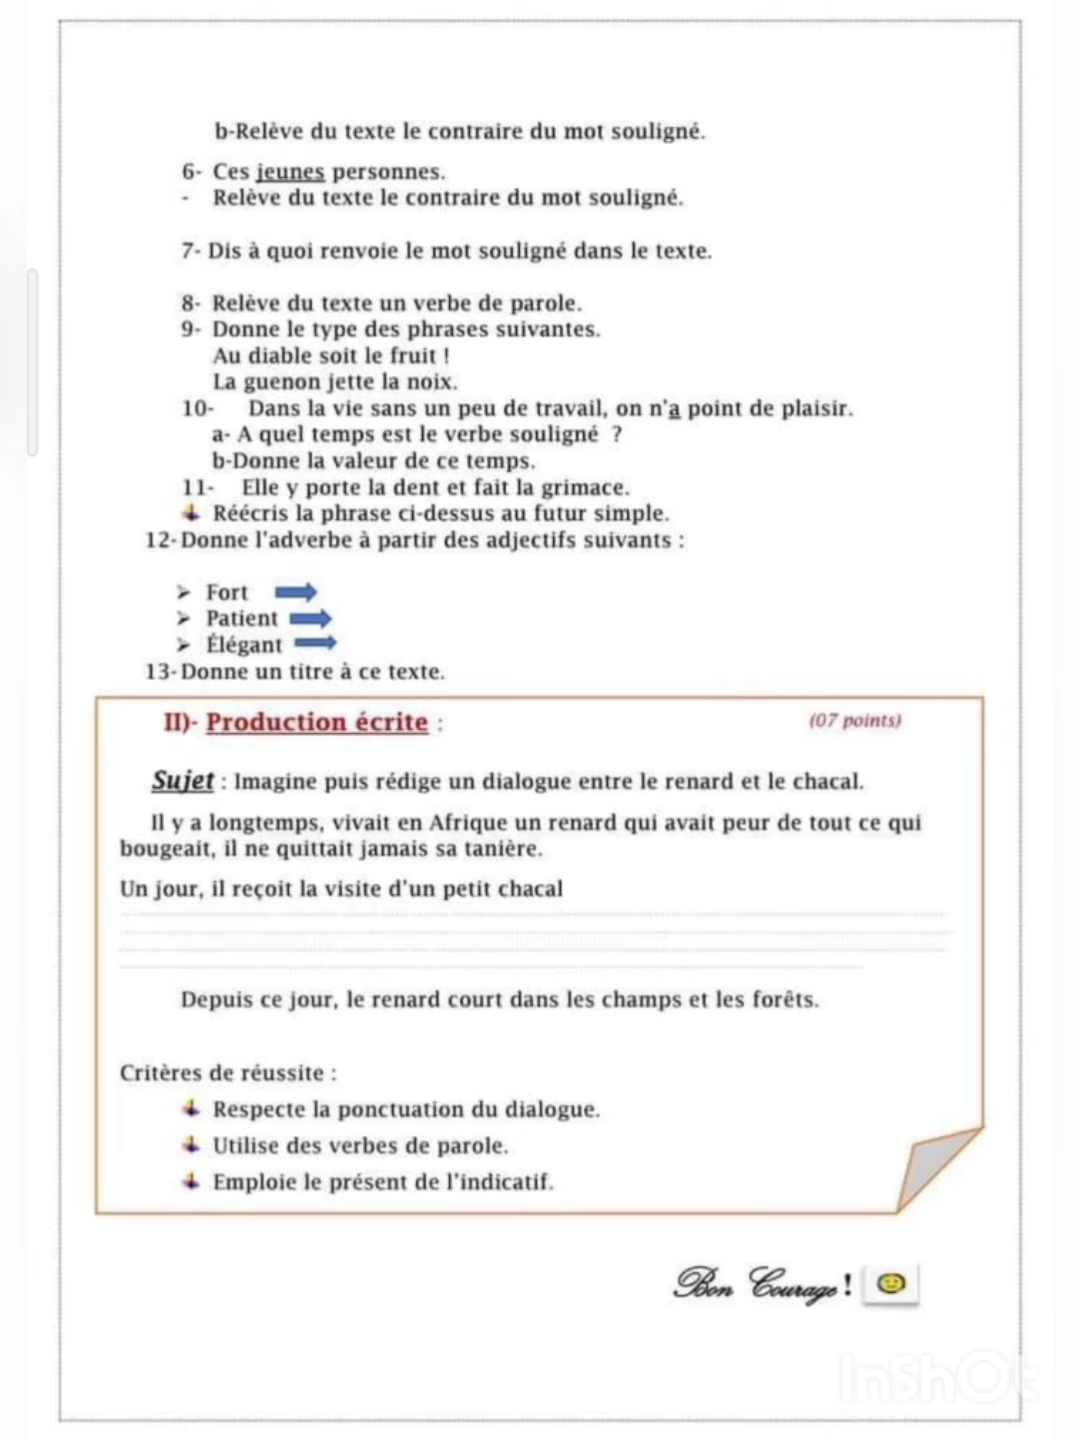 b-Relève du texte le contraire du mot souligné.
6- Ces jeunes personnes.
- Relève du texte le contraire du mot souligné.
7- Dis à quoi renvoie le mot souligné dans le texte.
8- Relève du texte un verbe de parole.
9- Donne le type des phrases suivantes.
Au diable soit le fruit !
La guenon jette la noix.
10- Dans la vie sans un peu de travail, on n'a point de plaisir.
a- A quel temps est le verbe souligné ?
b-Donne la valeur de ce temps.
11- Elle y porte la dent et fait la grimace.
Réécris la phrase ci-dessus au futur simple.
12-Donne l'adverbe à partir des adjectifs suivants :
➢ Fort
➢ Patient
➢ Élégant
13-Donne un titre à ce texte.
II)- Production écrite : (07 points)
Sujet : Imagine puis rédige un dialogue entre le renard et le chacal.
Il y a longtemps, vivait en Afrique un renard qui avait peur de tout ce qui
bougeait, il ne quittait jamais sa tanière.
Un jour, il reçoit la visite d'un petit chacal
Depuis ce jour, le renard court dans les champs et les forêts.
Critères de réussite :
Respecte la ponctuation du dialogue.
Utilise des verbes de parole.
Emploie le présent de l'indicatif.
Bon Courage !
InShOt